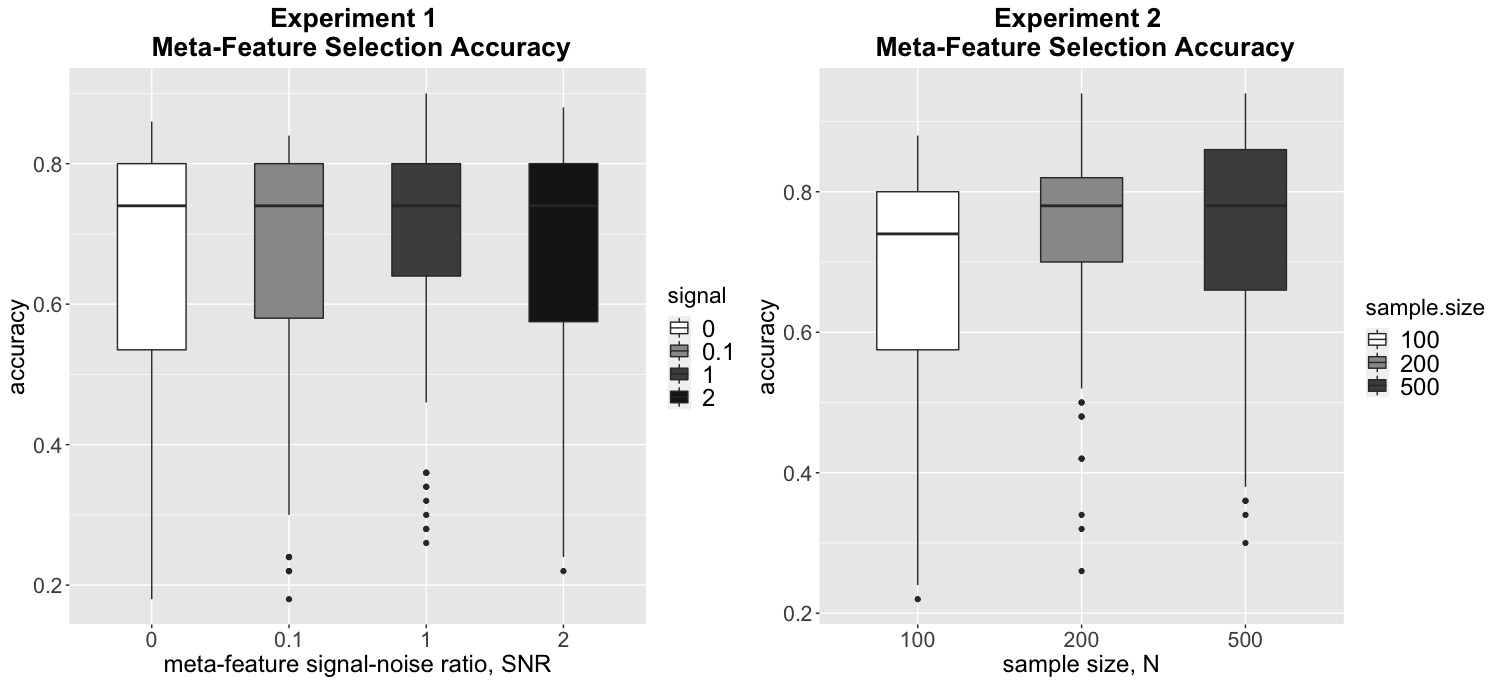 Experiment 1
Meta-Feature Selection Accuracy
accuracy
0.8
0.6
0.4
0.2
0
0.1
1
2
meta-feature signal-noise ratio, SNR
signal
0
0.1
1
2
Experiment 2
Meta-Feature Selection Accuracy
accuracy
0.8
0.6
0.4
0.2
100
200
500
sample size, N
sample.size
100
200
500